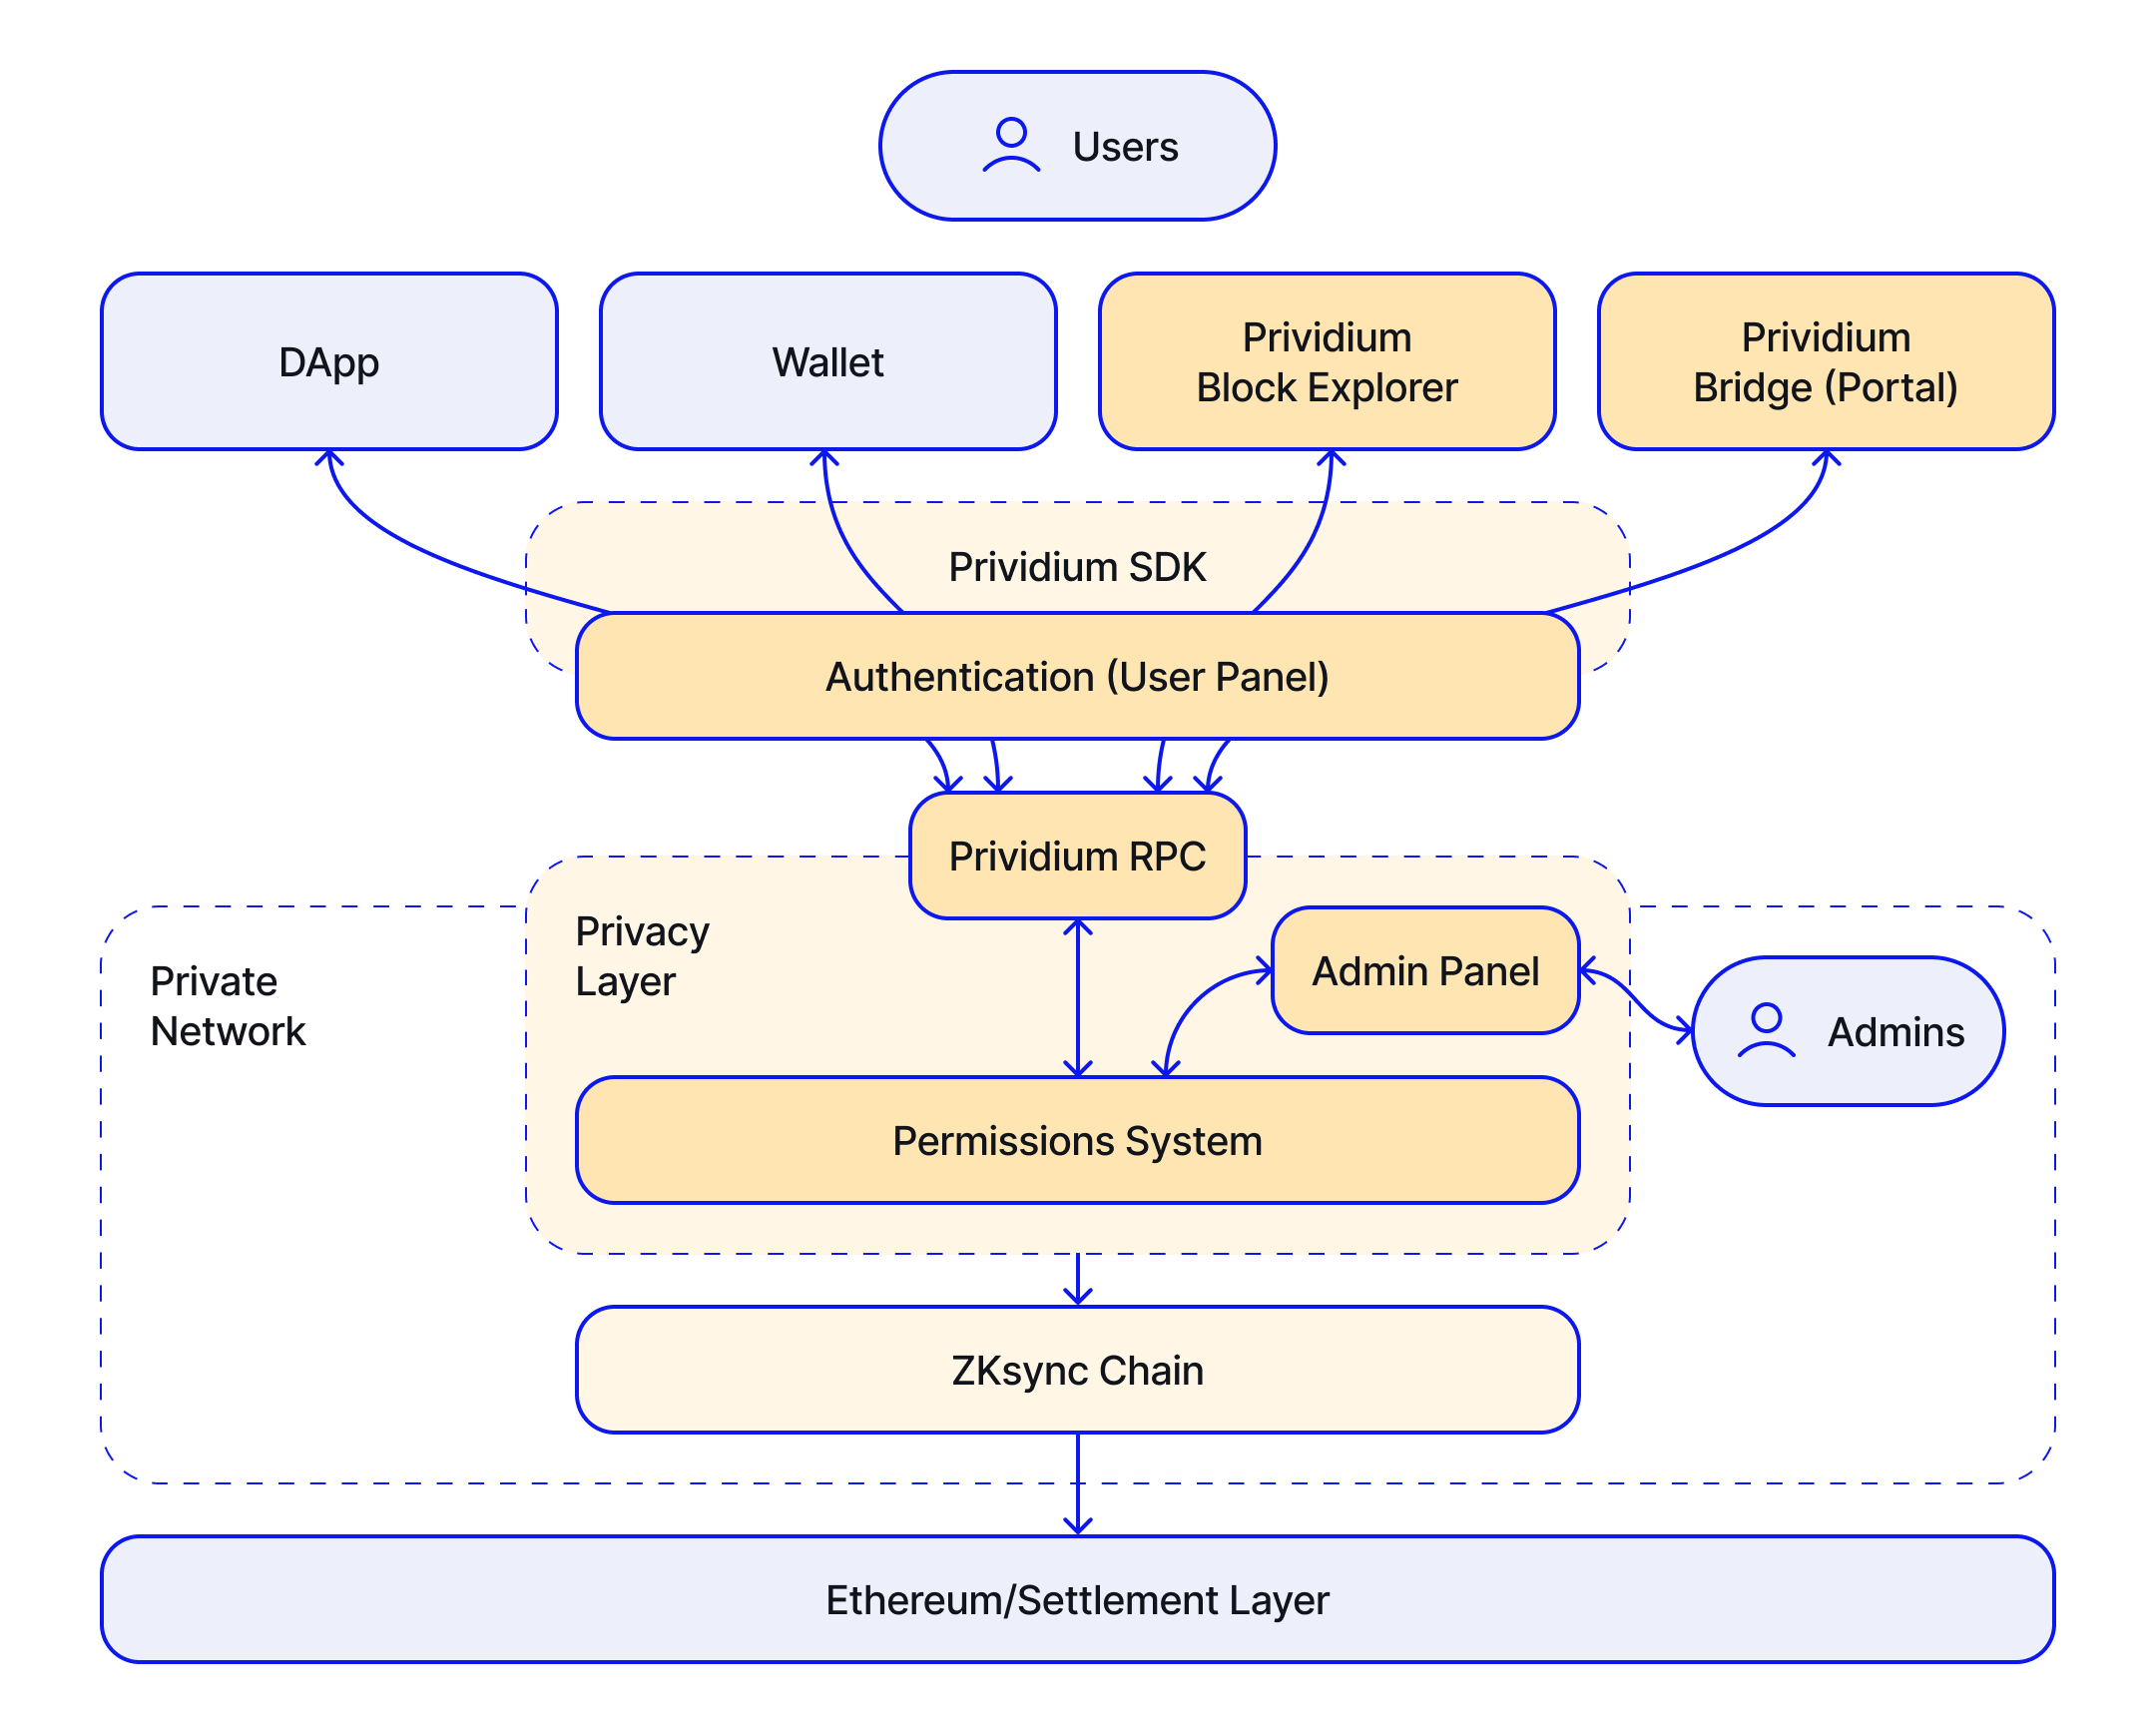 Users
DApp
Wallet
Prividium
Block Explorer
Prividium
Bridge (Portal)
Prividium SDK
Authentication (User Panel)
Prividium RPC
Privacy
Layer
Admin Panel
Private
Network
Admins
Permissions System
ZKsync Chain
Ethereum/Settlement Layer